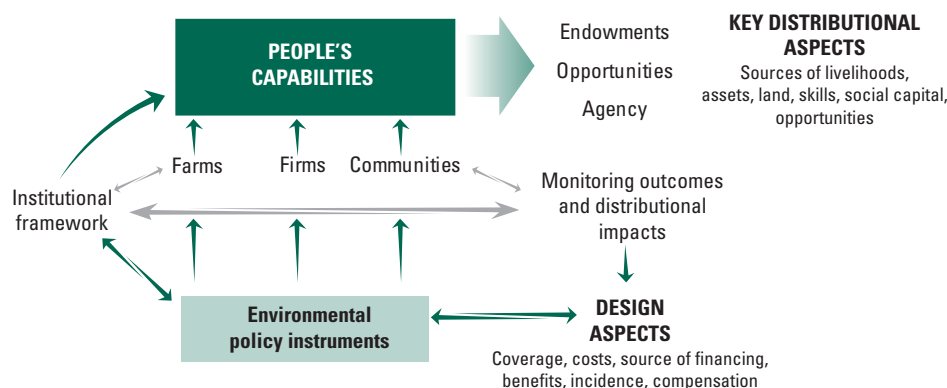 PEOPLE'S
CAPABILITIES
Endowments
Opportunities
Agency
KEY DISTRIBUTIONAL
ASPECTS
Sources of livelihoods,
assets, land, skills, social capital,
opportunities
Farms
Firms
Communities
Institutional
framework
Monitoring outcomes
and distributional
impacts
Environmental
policy instruments
DESIGN
ASPECTS
Coverage, costs, source of financing,
benefits, incidence, compensation